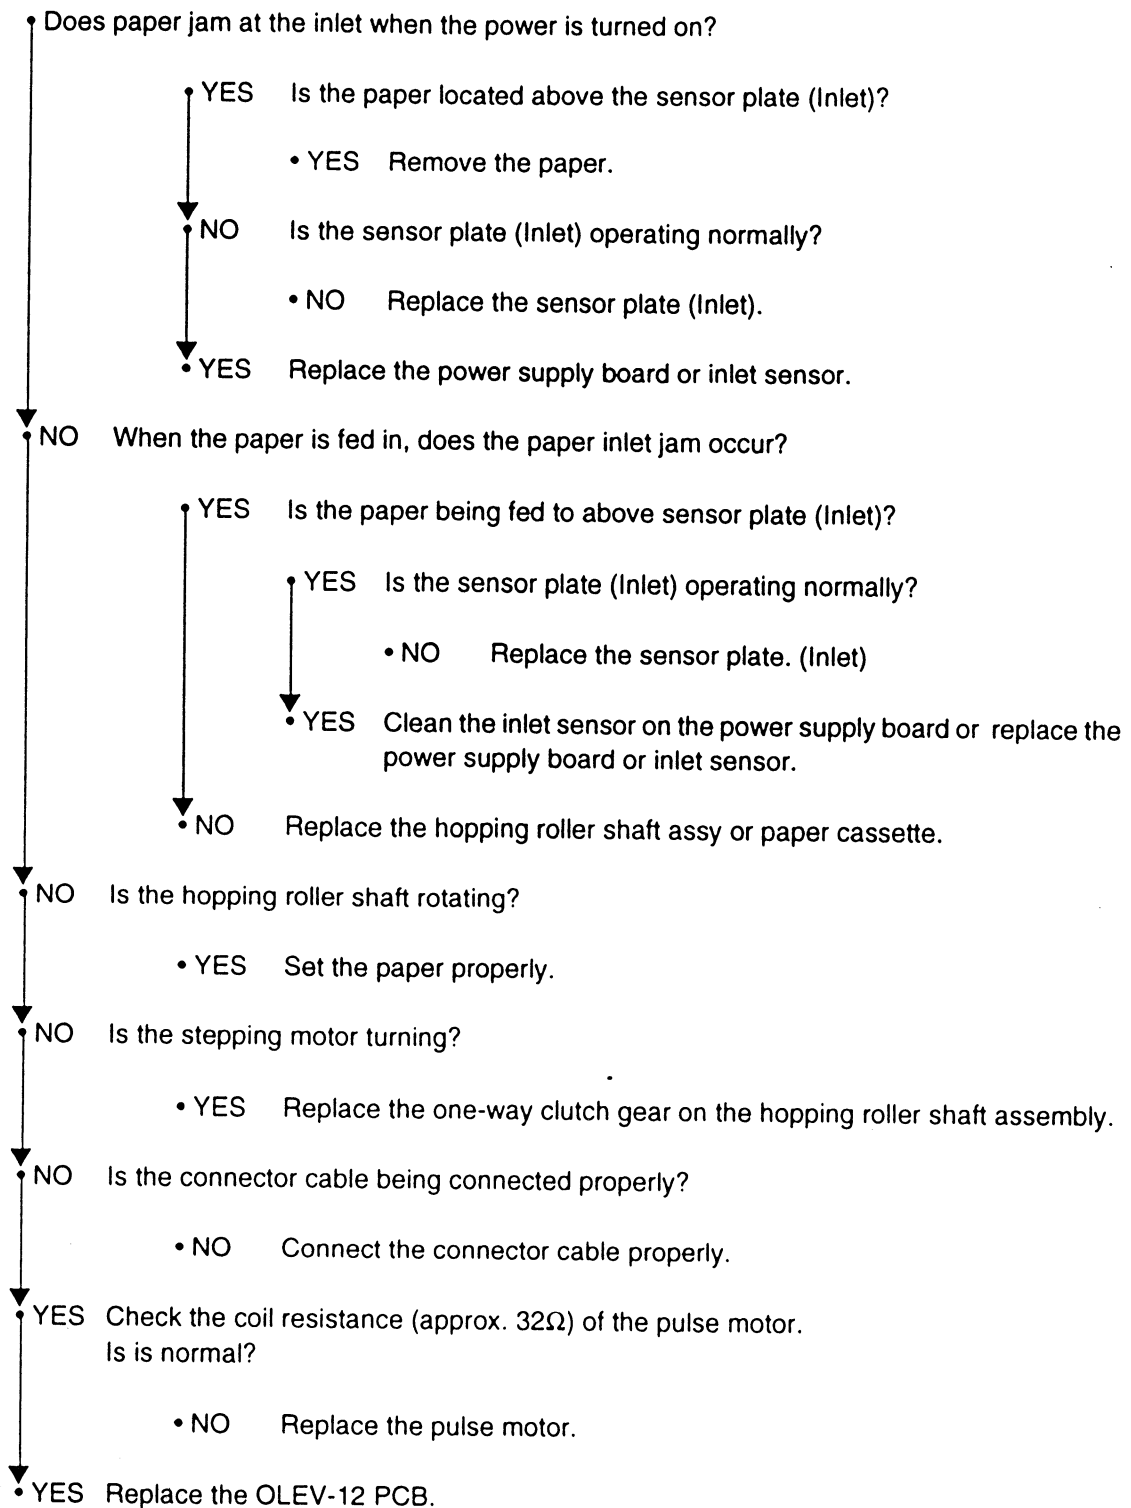 • Does paper jam at the inlet when the power is turned on?
• YES Is the paper located above the sensor plate (Inlet)?
• YES Remove the paper.
• NO Is the sensor plate (Inlet) operating normally?
• NO Replace the sensor plate (Inlet).
• YES Replace the power supply board or inlet sensor.
• NO When the paper is fed in, does the paper inlet jam occur?
• YES Is the paper being fed to above sensor plate (Inlet)?
• YES Is the sensor plate (Inlet) operating normally?
• NO Replace the sensor plate. (Inlet)
• YES Clean the inlet sensor on the power supply board or replace the
power supply board or inlet sensor.
• NO Replace the hopping roller shaft assy or paper cassette.
• NO Is the hopping roller shaft rotating?
• YES Set the paper properly.
• NO Is the stepping motor turning?
• YES Replace the one-way clutch gear on the hopping roller shaft assembly.
• NO Is the connector cable being connected properly?
• NO Connect the connector cable properly.
• YES Check the coil resistance (approx. 32Ω) of the pulse motor.
Is is normal?
• NO Replace the pulse motor.
• YES Replace the OLEV-12 PCB.